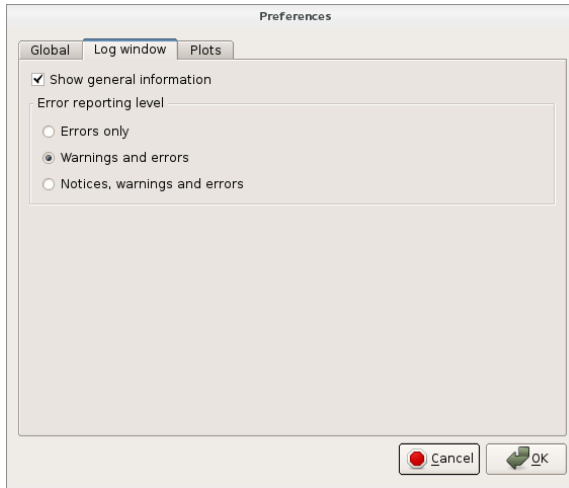 Preferences
Global Log window Plots
Show general information
Error reporting level
Errors only
Warnings and errors
Notices, warnings and errors
Cancel OK